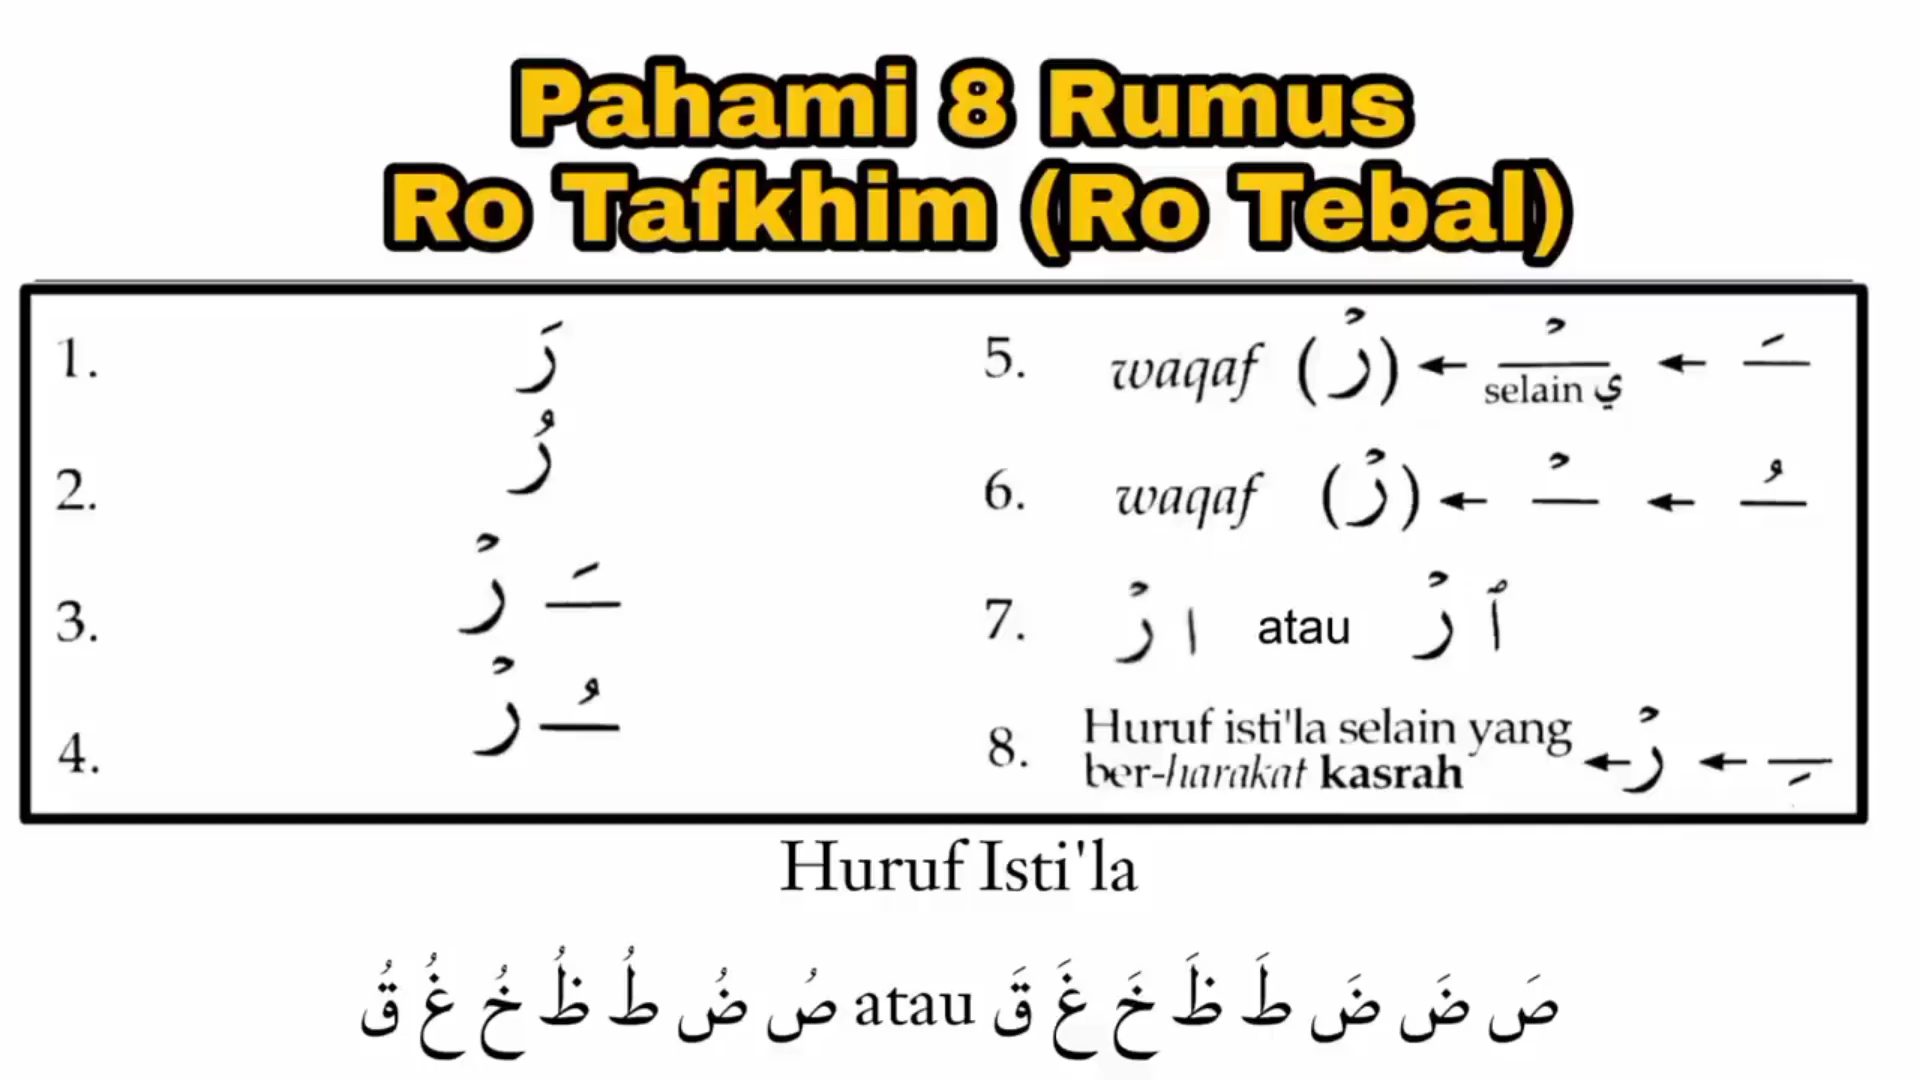 Pahami 8 Rumus
Ro Tafkhim (Ro Tebal)
1. رَ
2. رُ
3. ـَ رْ
4. ـُ رْ
5. waqaf (رْ) ← ـْ selain ي ← ـَ
6. waqaf (رْ) ← ـْ ← ـُ
7. ا رْ atau ٱ رْ
8. Huruf isti'la selain yang
ber-harakat kasrah ← رْ ← ـِ
Huruf Isti'la
صَ ضَ ضَ طَ ظَ خَ غَ قَ atau صُ ضُ طُ ظُ خُ غُ قُ